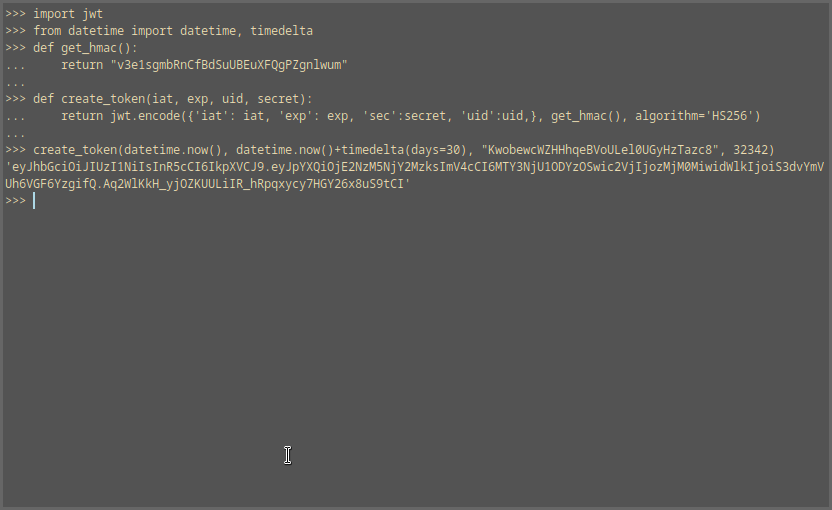 >>> import jwt
>>> from datetime import datetime, timedelta
>>> def get_hmac():
...     return "v3e1sgmbRnCfBdSuUBEuXFQgPZgnlwum"
...
>>> def create_token(iat, exp, uid, secret):
...     return jwt.encode({'iat': iat, 'exp': exp, 'sec':secret, 'uid':uid,}, get_hmac(), algorithm='HS256')
...
>>> create_token(datetime.now(), datetime.now()+timedelta(days=30), "KwobewcWZHHhqeBVoULel0UGyHzTazc8", 32342)
'eyJhbGciOiJIUzI1NiIsInR5cCI6IkpXVCJ9.eyJpYXQiOjE2NzM5NjY2MzksImV4cCI6MTY3NjU1ODYzOSwic2VjIjozMjM0MiwidWlkIjoiS3dvYmV
Uh6VGF6YzgifQ.Aq2WlKkH_yjOZKUULiIR_hRpqxycy7HGY26x8uS9tCI'
>>>